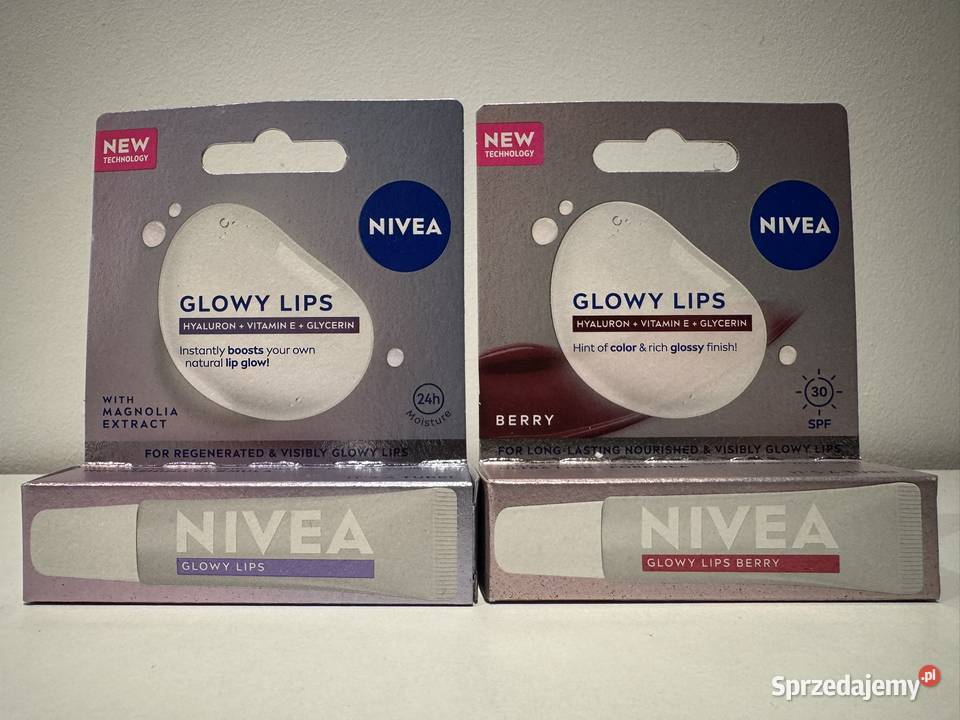 NEW
TECHNOLOGY
NIVEA
GLOWY LIPS
HYALURON + VITAMIN E + GLYCERIN
Instantly boosts your own
natural lip glow!
WITH
MAGNOLIA
EXTRACT
24h
Moisture
FOR REGENERATED & VISIBLY GLOWY LIPS
NIVEA
GLOWY LIPS
NEW
TECHNOLOGY
NIVEA
GLOWY LIPS
HYALURON + VITAMIN E + GLYCERIN
Hint of color & rich glossy finish!
BERRY
30
SPF
FOR LONG-LASTING NOURISHED & VISIBLY GLOWY LIPS
NIVEA
GLOWY LIPS BERRY
Sprzedajemy.pl